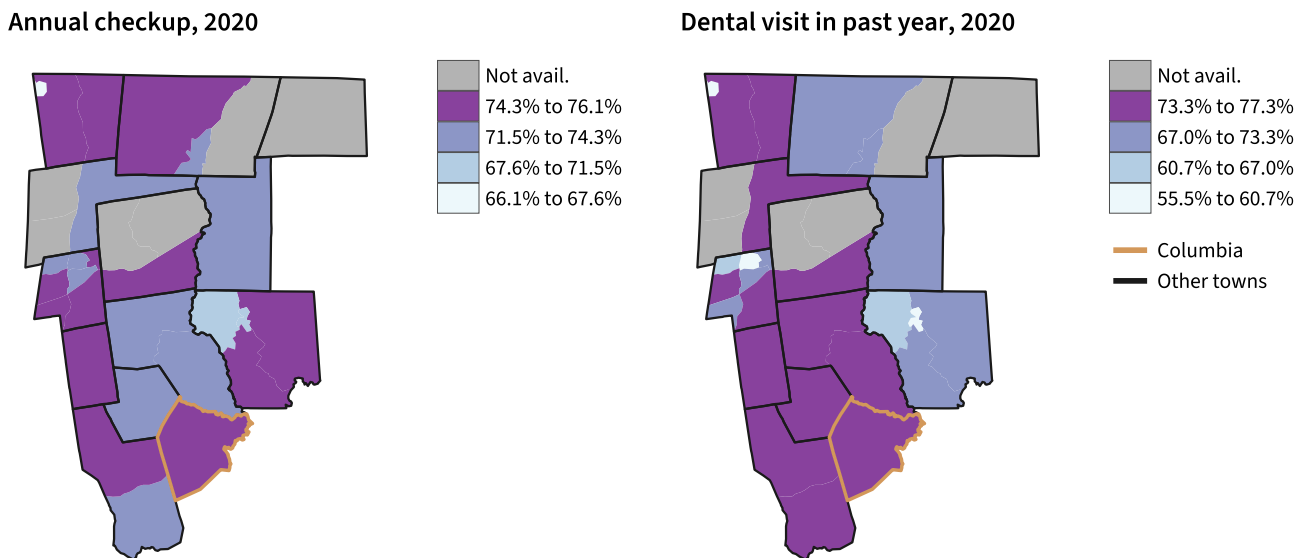 Annual checkup, 2020
Not avail.
74.3% to 76.1%
71.5% to 74.3%
67.6% to 71.5%
66.1% to 67.6%
Dental visit in past year, 2020
Not avail.
73.3% to 77.3%
67.0% to 73.3%
60.7% to 67.0%
55.5% to 60.7%
Columbia
Other towns